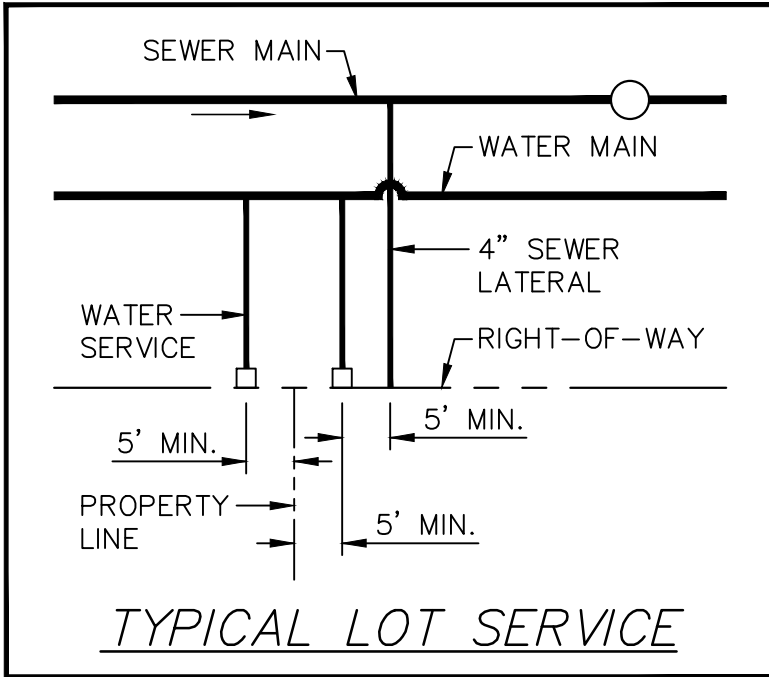 SEWER MAIN
WATER MAIN
4" SEWER
LATERAL
WATER
SERVICE
RIGHT-OF-WAY
5' MIN.
5' MIN.
PROPERTY
LINE
5' MIN.
TYPICAL LOT SERVICE